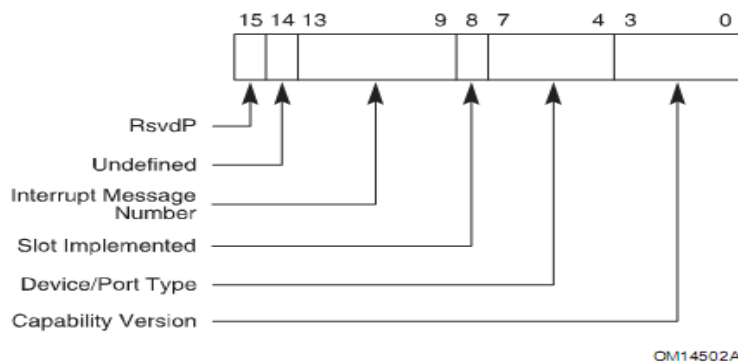 15 14 13 9 8 7 4 3 0
RsvdP
Undefined
Interrupt Message
Number
Slot Implemented
Device/Port Type
Capability Version
OM14502A